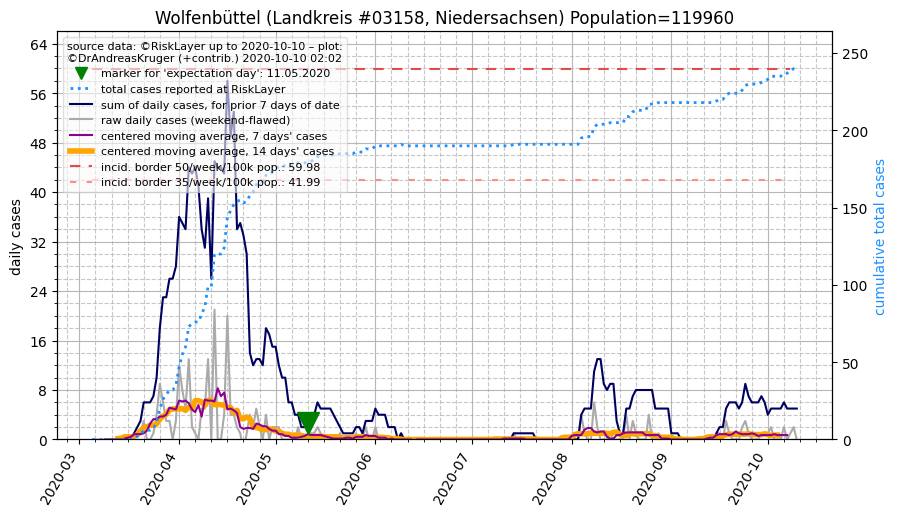 Wolfenbüttel (Landkreis #03158, Niedersachsen) Population=119960
source data: ©RiskLayer up to 2020-10-10 – plot:
©DrAndreasKruger (+contrib.) 2020-10-10 02:02
marker for 'expectation day': 11.05.2020
total cases reported at RiskLayer
sum of daily cases, for prior 7 days of date
raw daily cases (weekend-flawed)
centered moving average, 7 days' cases
centered moving average, 14 days' cases
incid. border 50/week/100k pop.: 59.98
incid. border 35/week/100k pop.: 41.99
daily cases
64
56
48
40
32
24
16
8
0
cumulative total cases
250
200
150
100
50
0
2020-03
2020-04
2020-05
2020-06
2020-07
2020-08
2020-09
2020-10